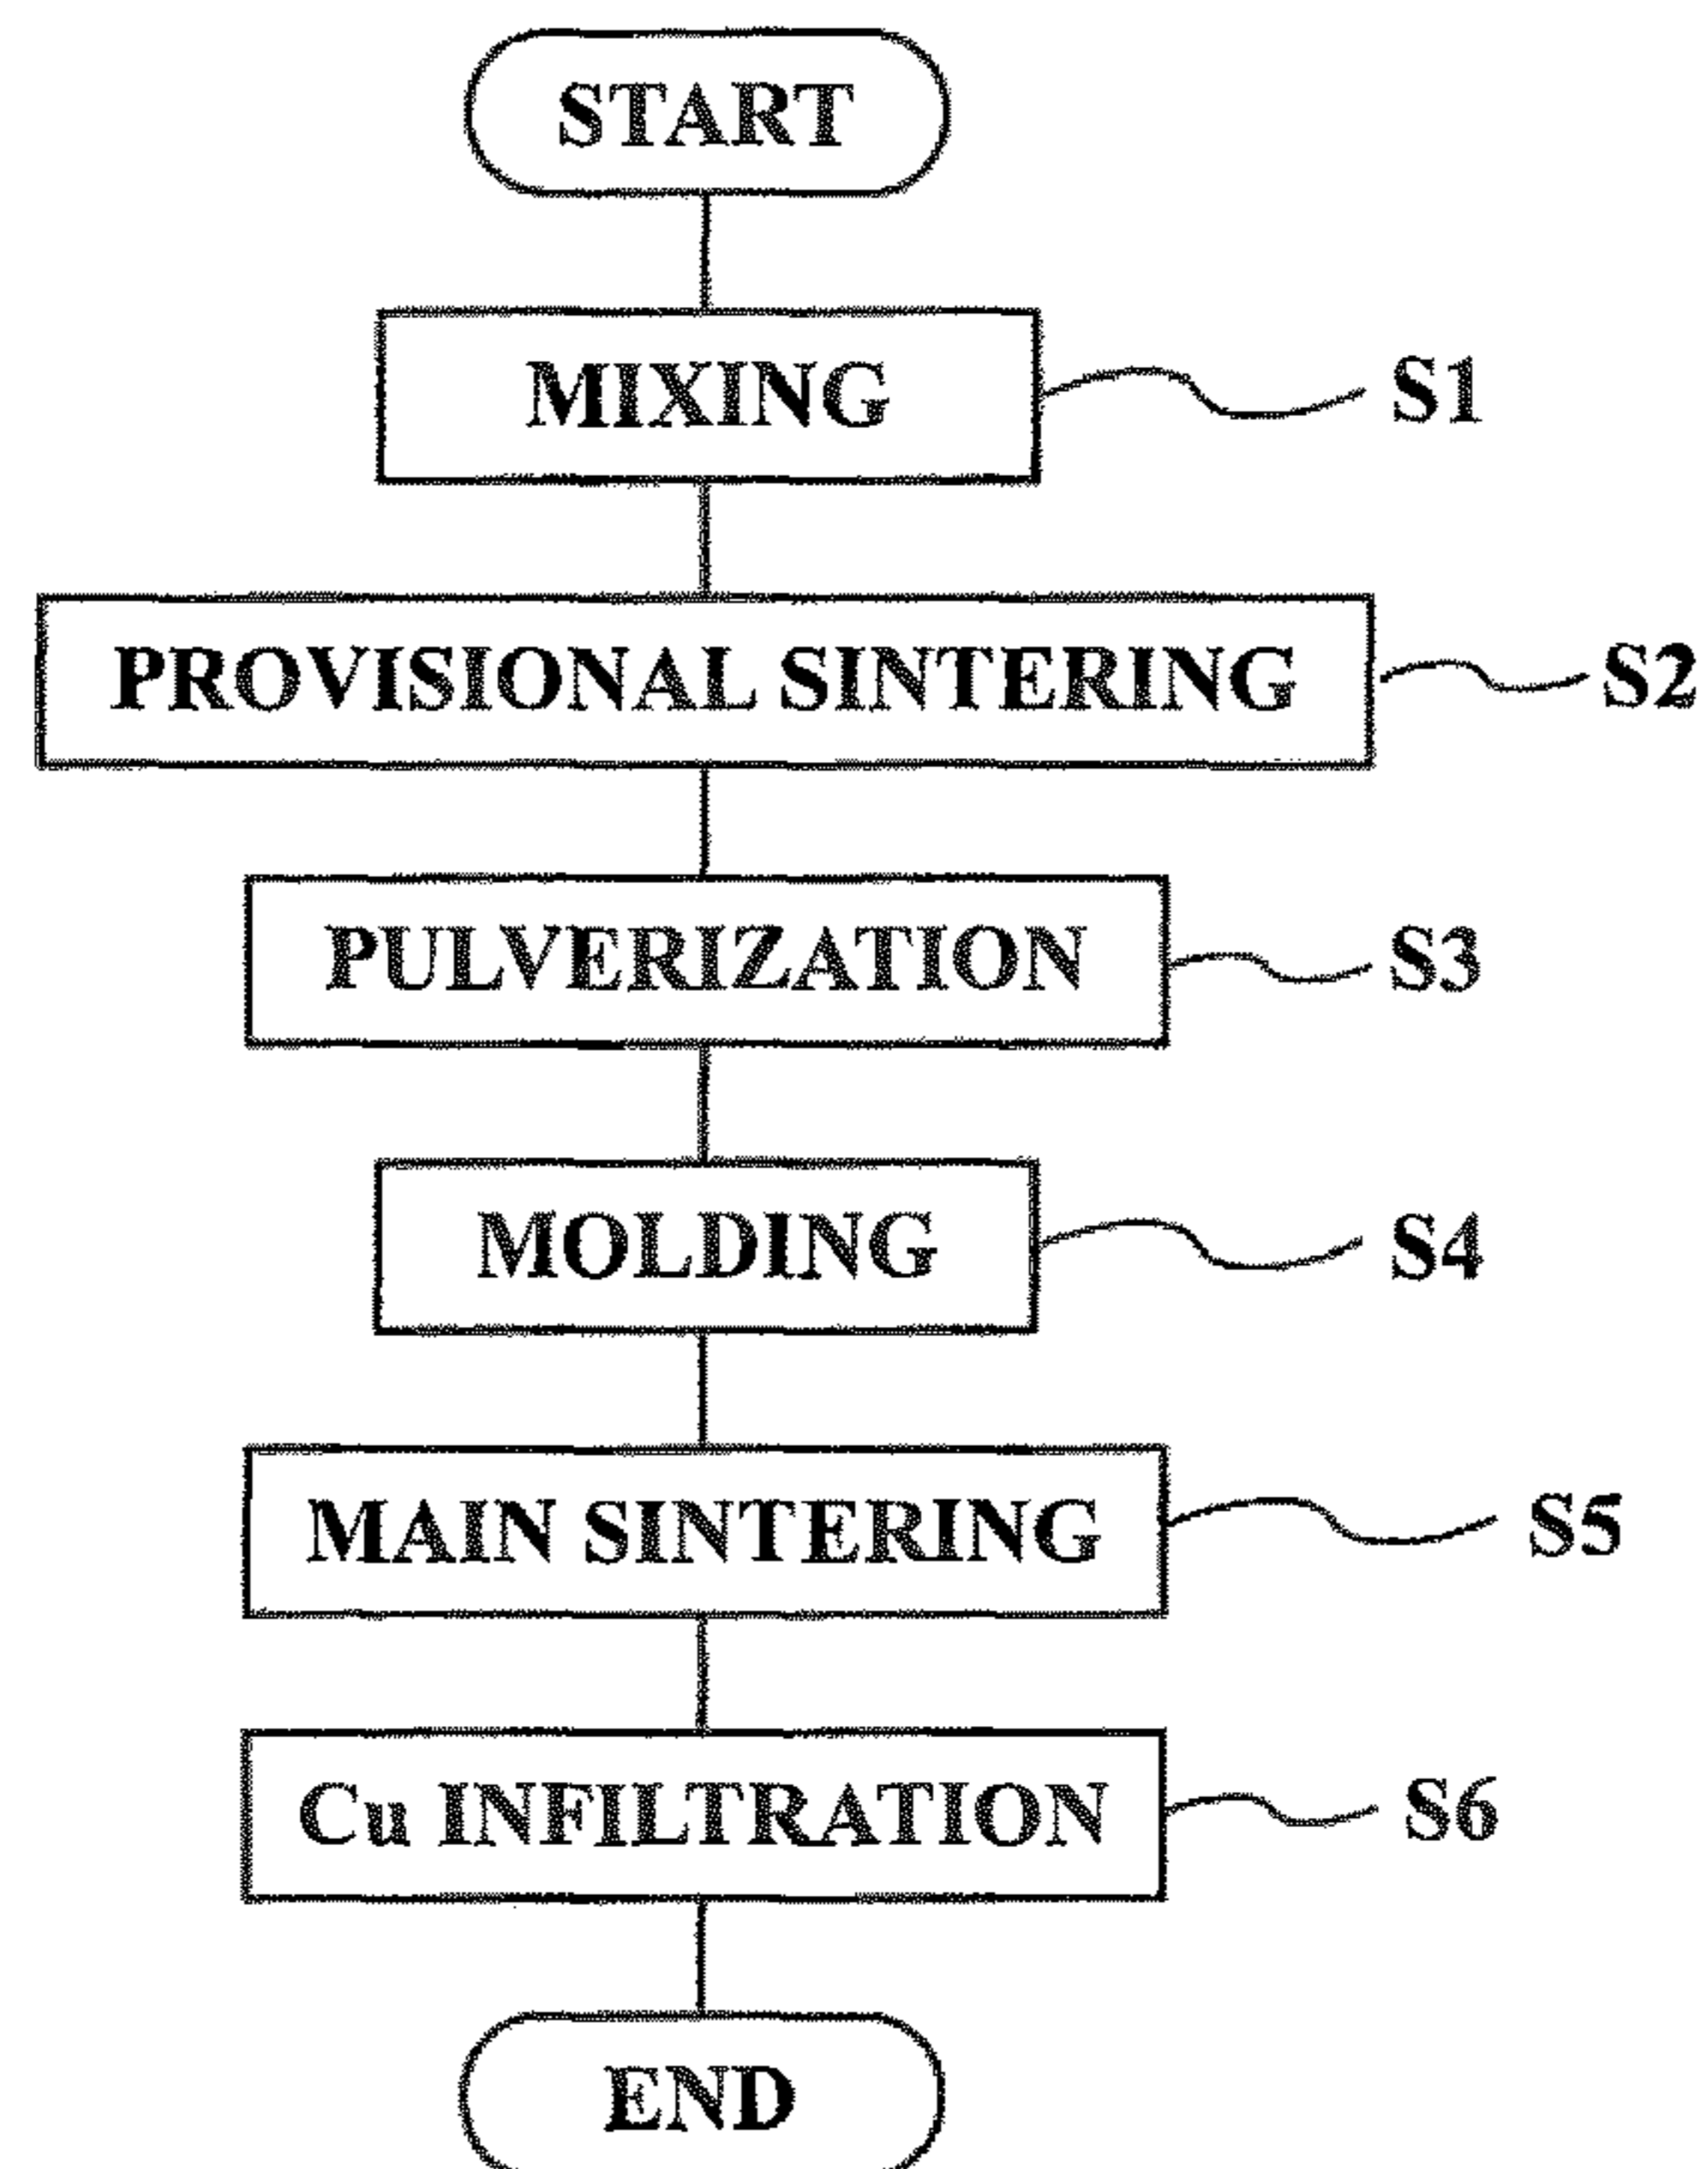 START
MIXING S1
PROVISIONAL SINTERING S2
PULVERIZATION S3
MOLDING S4
MAIN SINTERING S5
Cu INFILTRATION S6
END